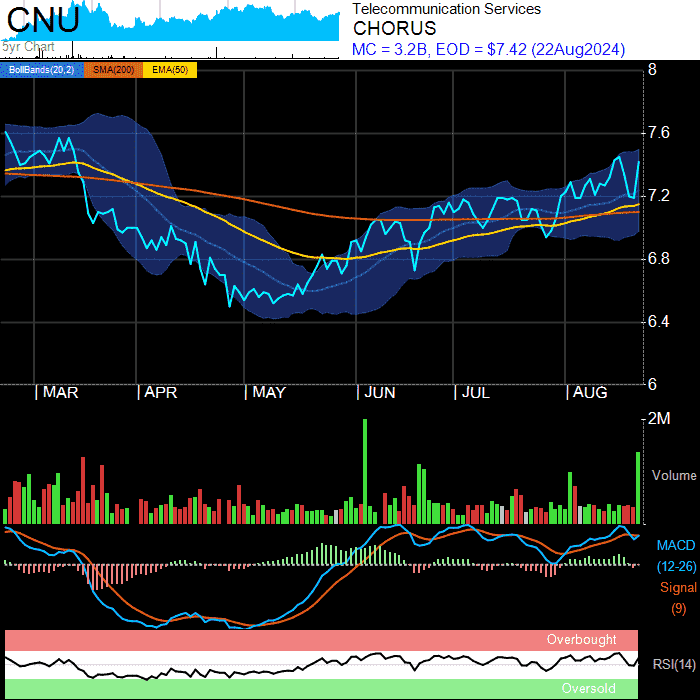 CNU
5yr Chart
Telecommunication Services
CHORUS
MC = 3.2B, EOD = $7.42 (22Aug2024)
BollBands(20,2) SMA(200) EMA(50)
8
7.6
7.2
6.8
6.4
6
| MAR | APR | MAY | JUN | JUL | AUG
2M
Volume
MACD
(12-26)
Signal
(9)
Overbought
RSI(14)
Oversold